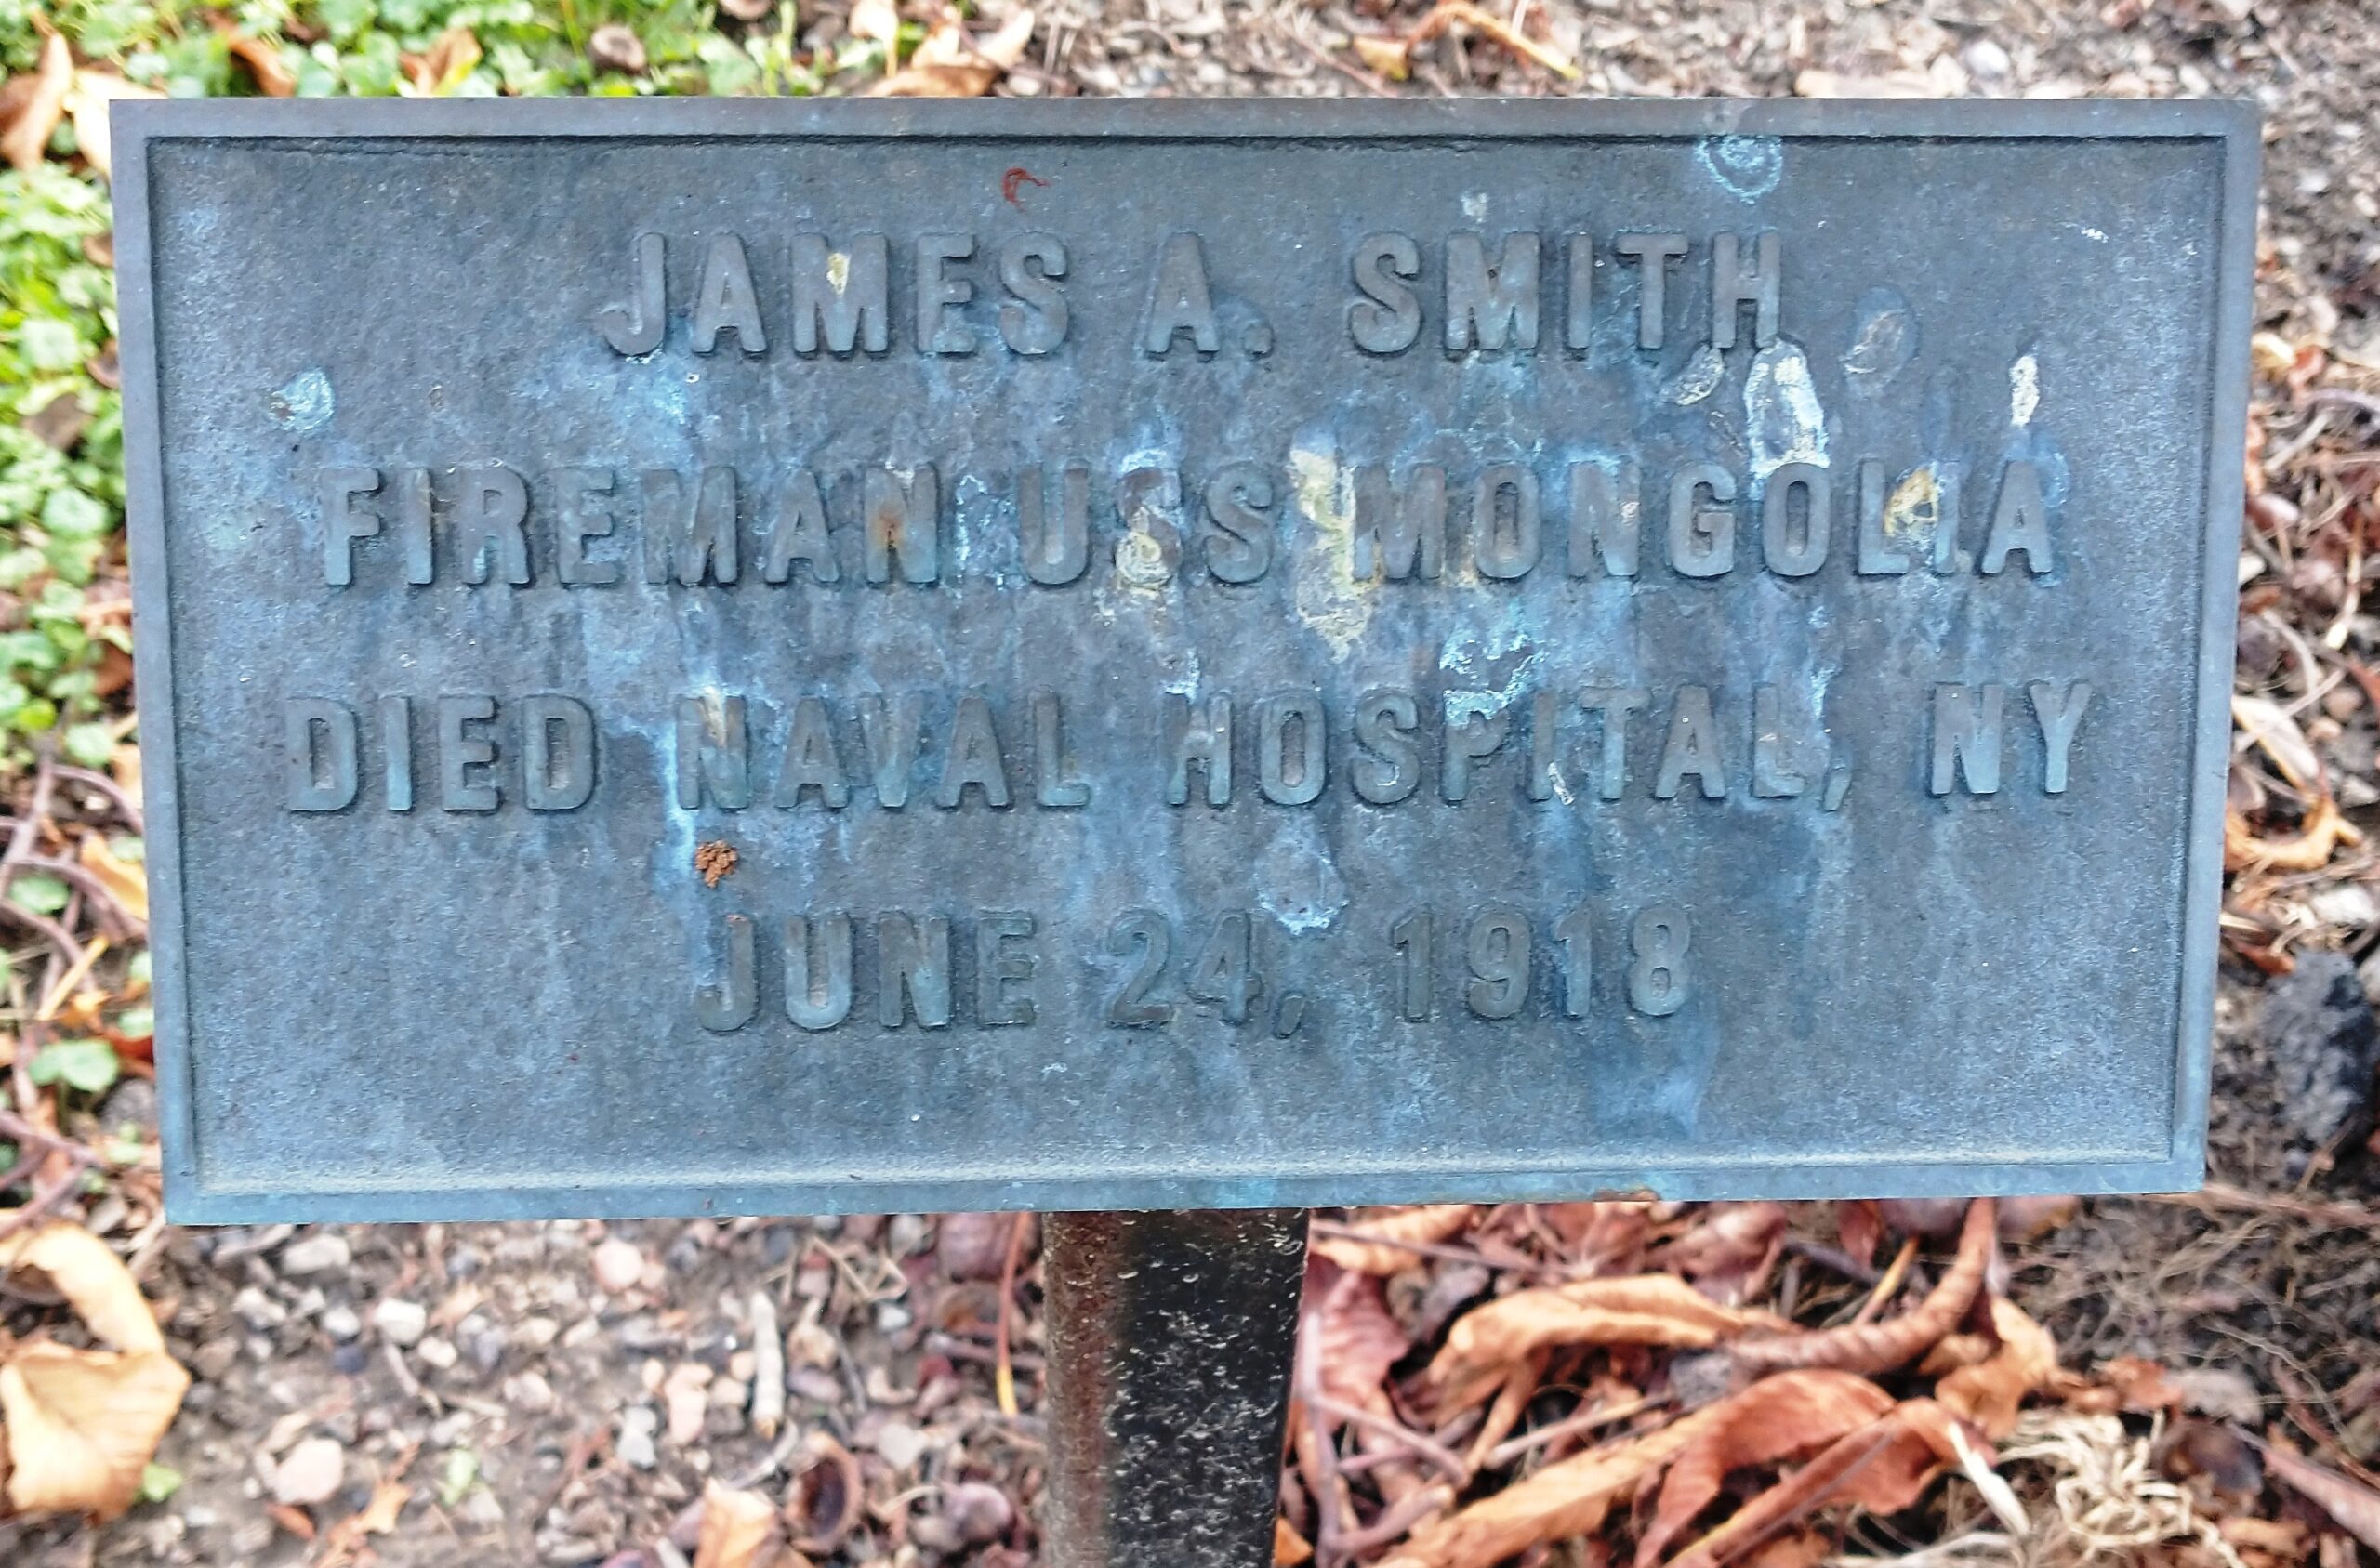 JAMES A. SMITH
FIREMAN USS MONGOLIA
DIED NAVAL HOSPITAL, NY
JUNE 24, 1918